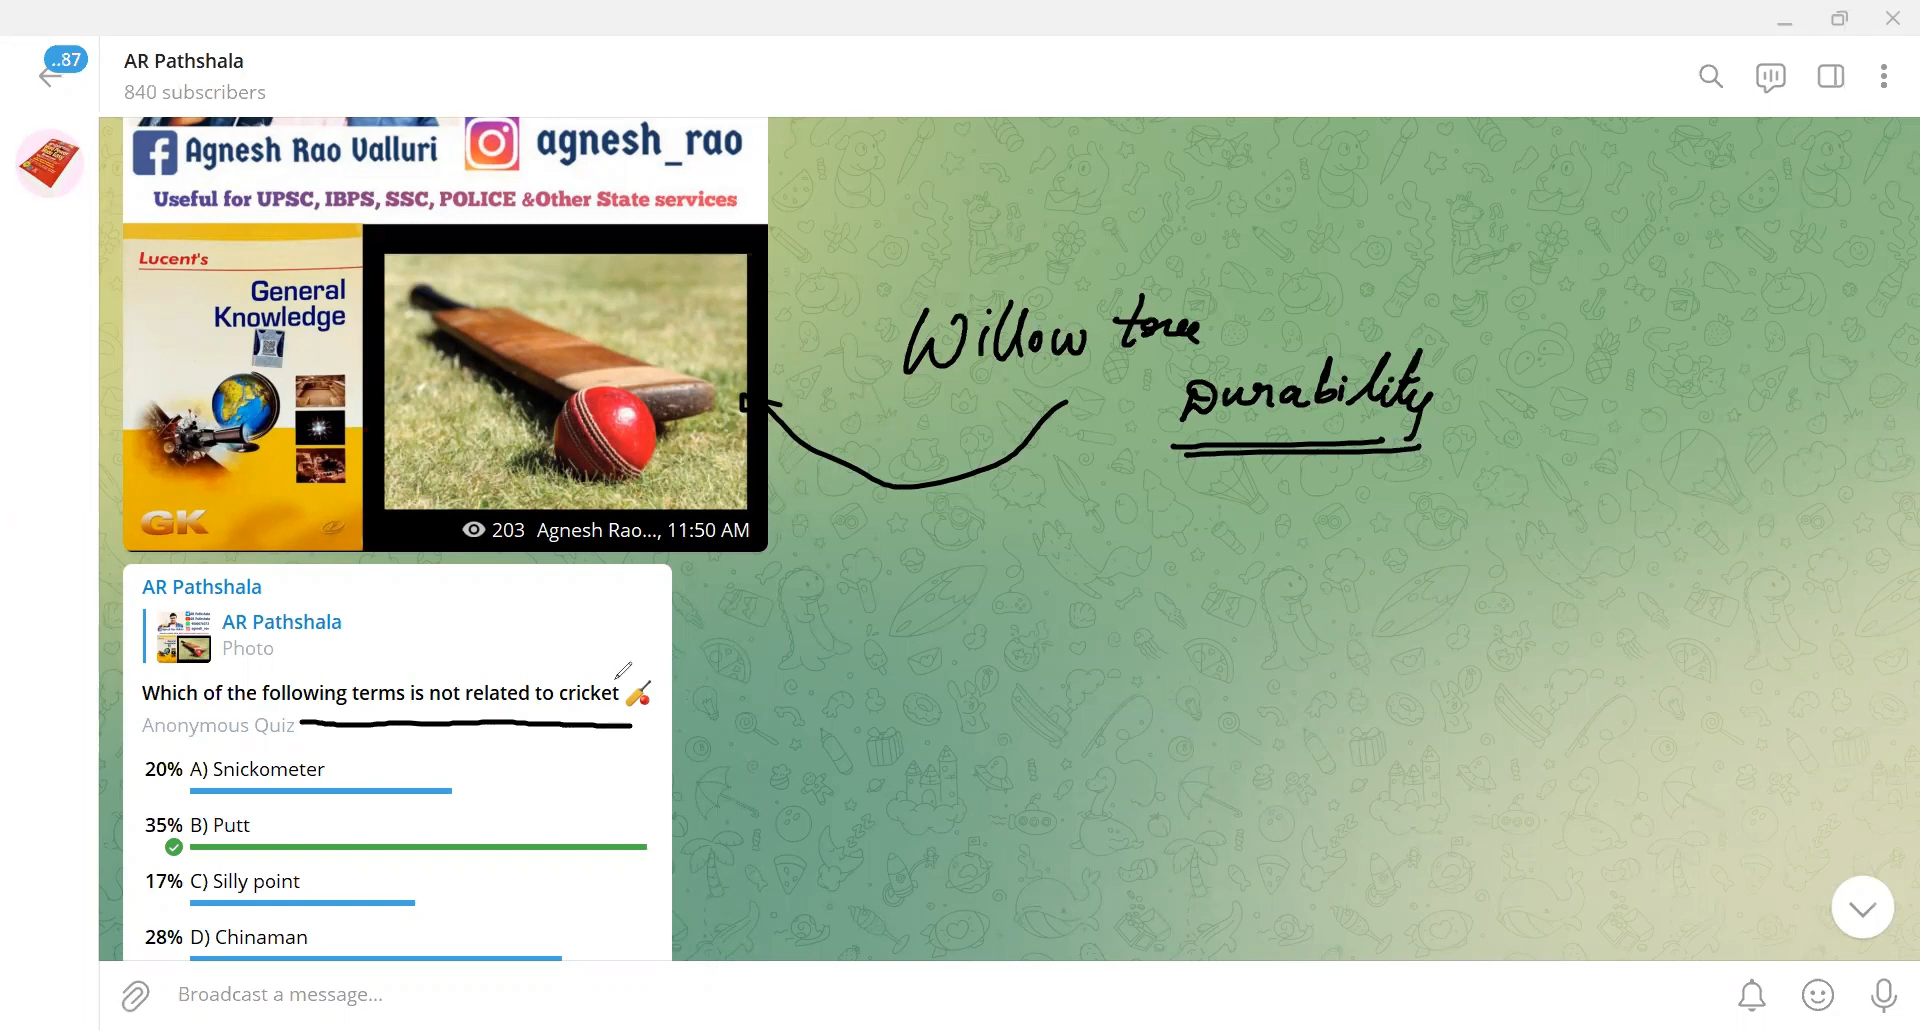 ..87
AR Pathshala
840 subscribers
Agnesh Rao Valluri
agnesh_rao
Useful for UPSC, IBPS, SSC, POLICE &Other State services
Lucent's
General
Knowledge
GK
203 Agnesh Rao..., 11:50 AM
Willow tree
Durability
AR Pathshala
AR Pathshala
Photo
Which of the following terms is not related to cricket
Anonymous Quiz
20% A) Snickometer
35% B) Putt
17% C) Silly point
28% D) Chinaman
Broadcast a message...